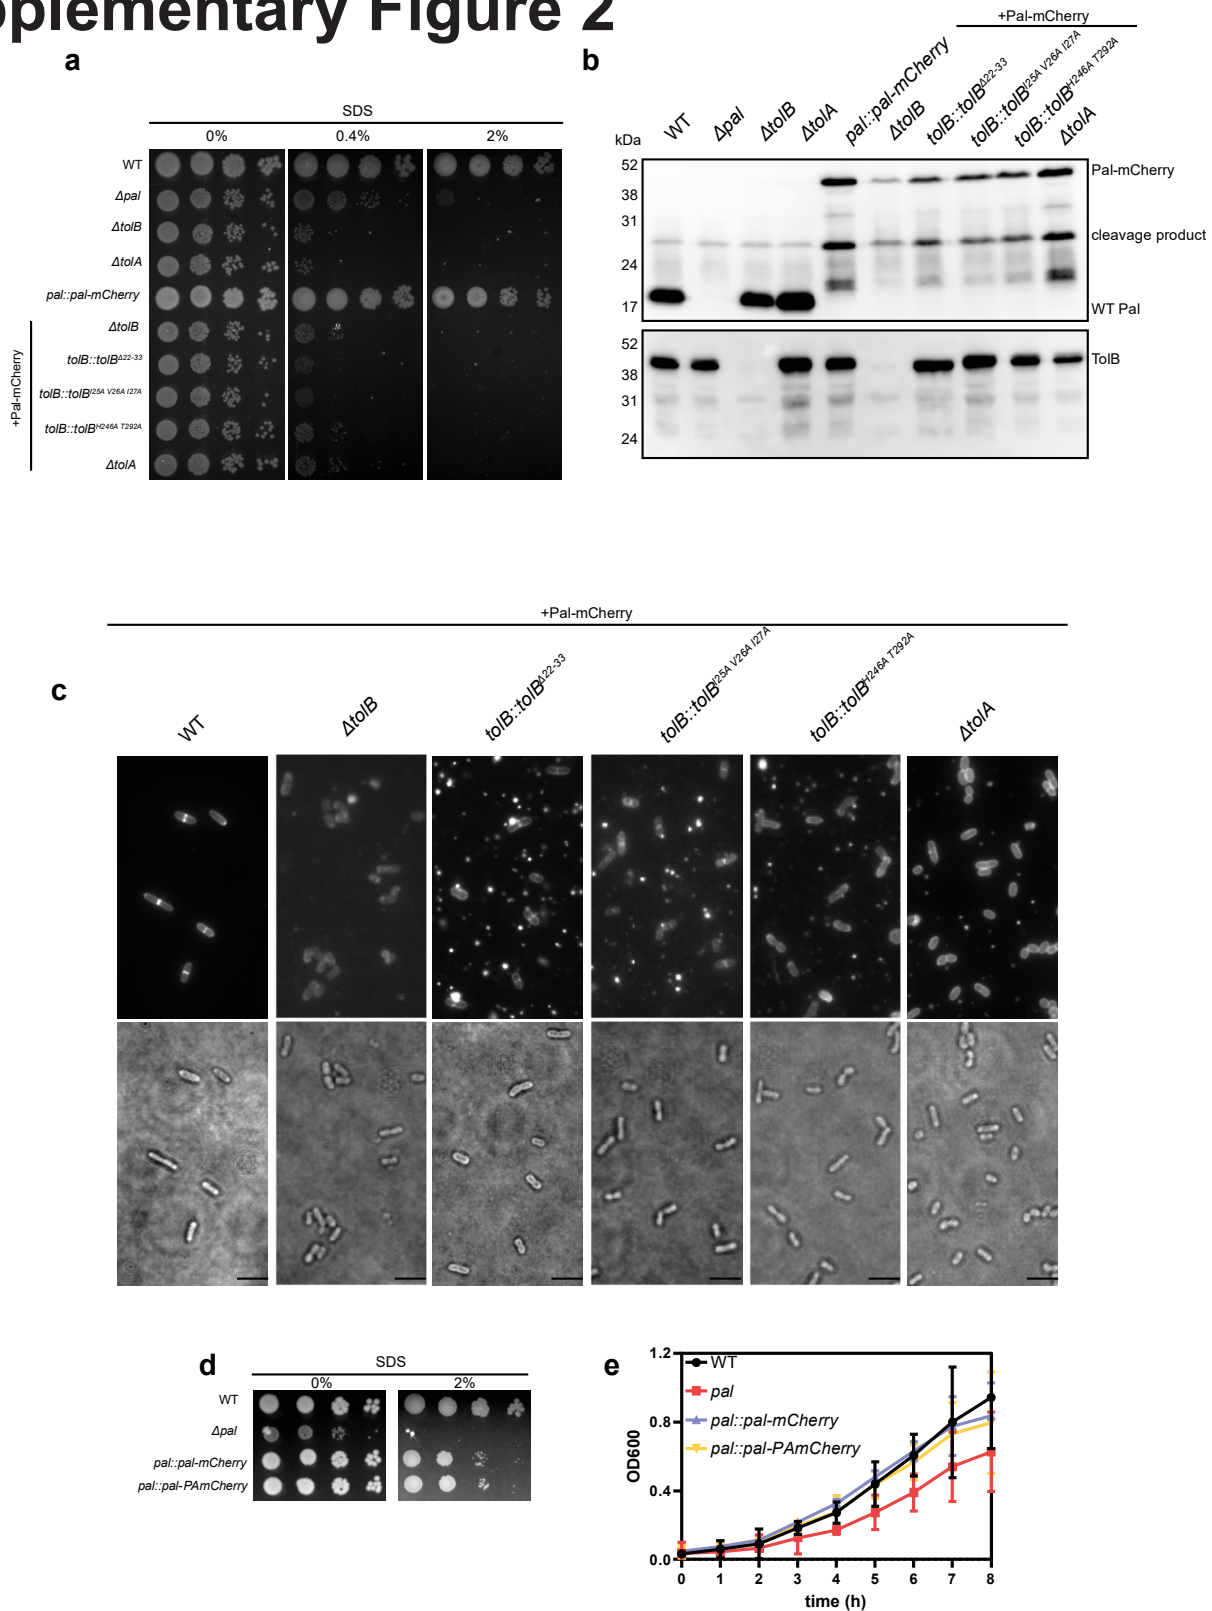 pplementary Figure 2
a
SDS
0% 0.4% 2%
WT
Δpal
ΔtolB
ΔtolA
pal::pal-mCherry
ΔtolB
tolB::tolBΔ22-33
tolB::tolBI25A V26A I27A
tolB::tolBH246A T292A
ΔtolA
+Pal-mCherry
b
+Pal-mCherry
WT
Δpal
ΔtolB
ΔtolA
pal::pal-mCherry
ΔtolB
tolB::tolBΔ22-33
tolB::tolBI25A V26A I27A
tolB::tolBH246A T292A
ΔtolA
kDa
52
38
31
24
17
Pal-mCherry
cleavage product
WT Pal
52
38
31
24
TolB
+Pal-mCherry
c
WT
ΔtolB
tolB::tolBΔ22-33
tolB::tolBI25A V26A I27A
tolB::tolBH246A T292A
ΔtolA
d
SDS
0% 2%
WT
Δpal
pal::pal-mCherry
pal::pal-PAmCherry
e
1.2
0.8
0.4
0.0
OD600
WT
pal
pal::pal-mCherry
pal::pal-PAmCherry
0 1 2 3 4 5 6 7 8
time (h)